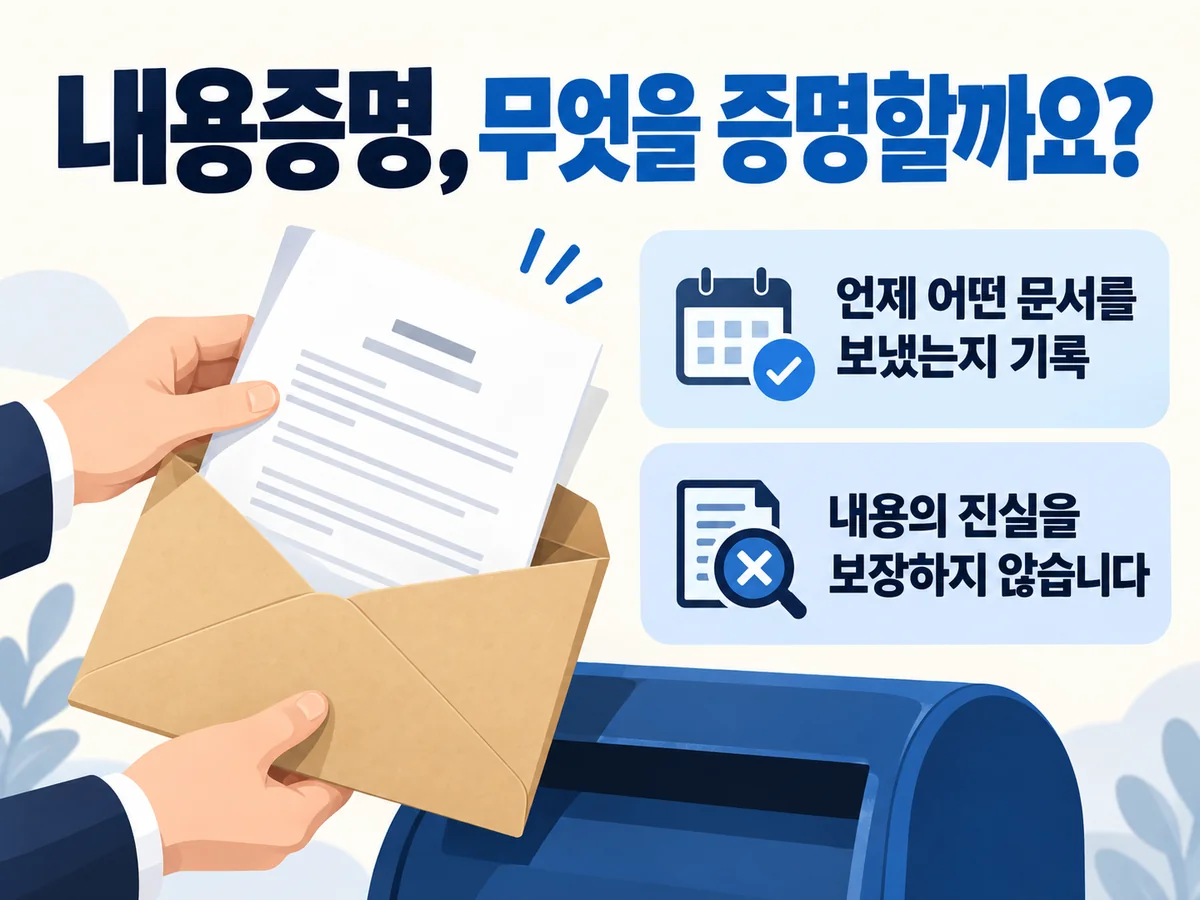 내용증명, 무엇을 증명할까요?
언제 어떤 문서를
보냈는지 기록
내용의 진실을
보장하지 않습니다